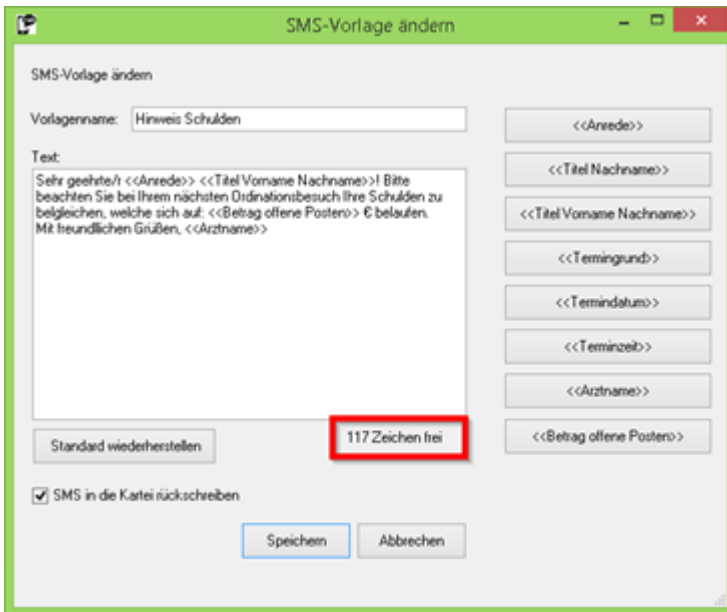 SMS-Vorlage ändern
SMS-Vorlage ändern
Vorlagenname: Hinweis Schulden
Text:
Sehr geehrte/r <<Anrede>> <<Titel Vorname Nachname>>! Bitte
beachten Sie bei Ihrem nächsten Ordinationsbesuch Ihre Schulden zu
belgleichen, welche sich auf: <<Betrag offene Posten>> € belaufen.
Mit freundllichen Grüßen, <<Arztname>>
<<Anrede>>
<<Titel Nachname>>
<<Titel Vorname Nachname>>
<<Termingrund>>
<<Termindatum>>
<<Terminzeit>>
<<Arztname>>
<<Betrag offene Posten>>
Standard wiederherstellen
117 Zeichen frei
SMS in die Kartei rückschreiben
Speichern
Abbrechen